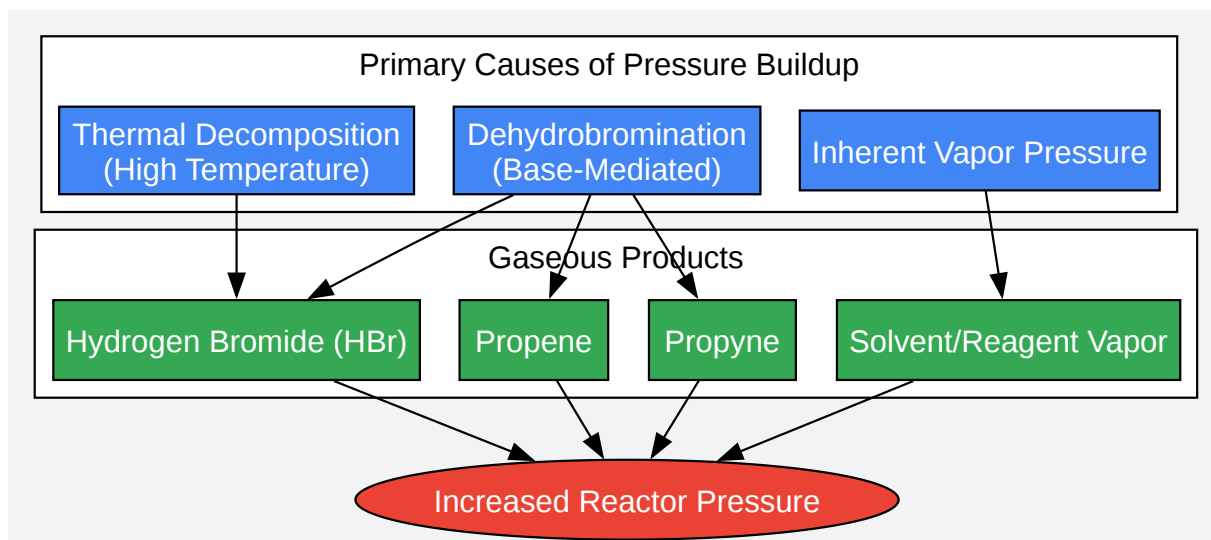 Primary Causes of Pressure Buildup
Thermal Decomposition
(High Temperature)
Dehydrobromination
(Base-Mediated)
Inherent Vapor Pressure
Gaseous Products
Hydrogen Bromide (HBr)
Propene
Propyne
Solvent/Reagent Vapor
Increased Reactor Pressure